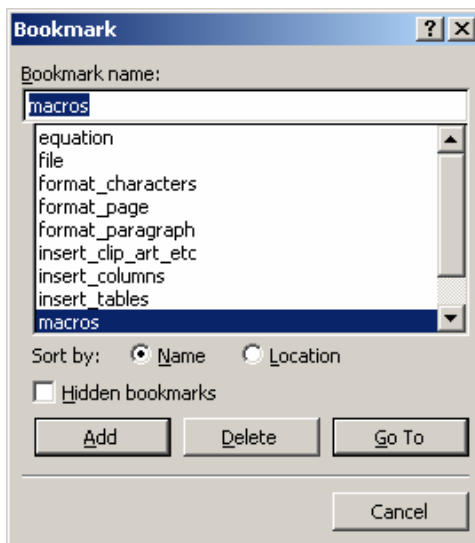 Bookmark
Bookmark name:
macros
equation
file
format_characters
format_page
format_paragraph
insert_clip_art_etc
insert_columns
insert_tables
macros
Sort by: Name Location
Hidden bookmarks
Add Delete Go To
Cancel